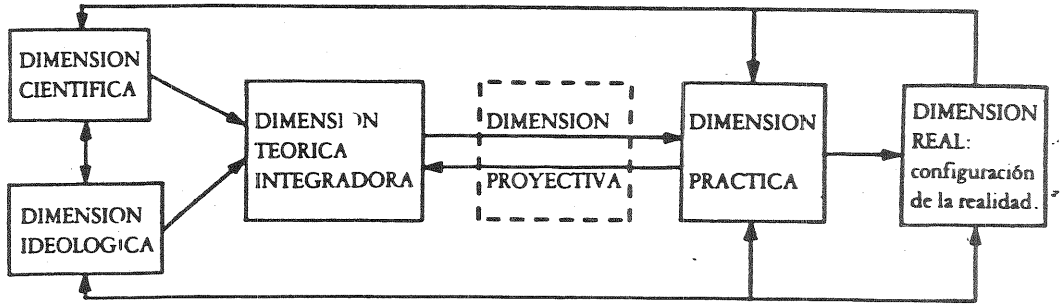 DIMENSION
CIENTIFICA
DIMENSION
IDEOLOGICA
DIMENSION
TEORICA
INTEGRADORA
DIMENSION
PROYECTIVA
DIMENSION
PRACTICA
DIMENSION
REAL:
configuración
de la realidad.